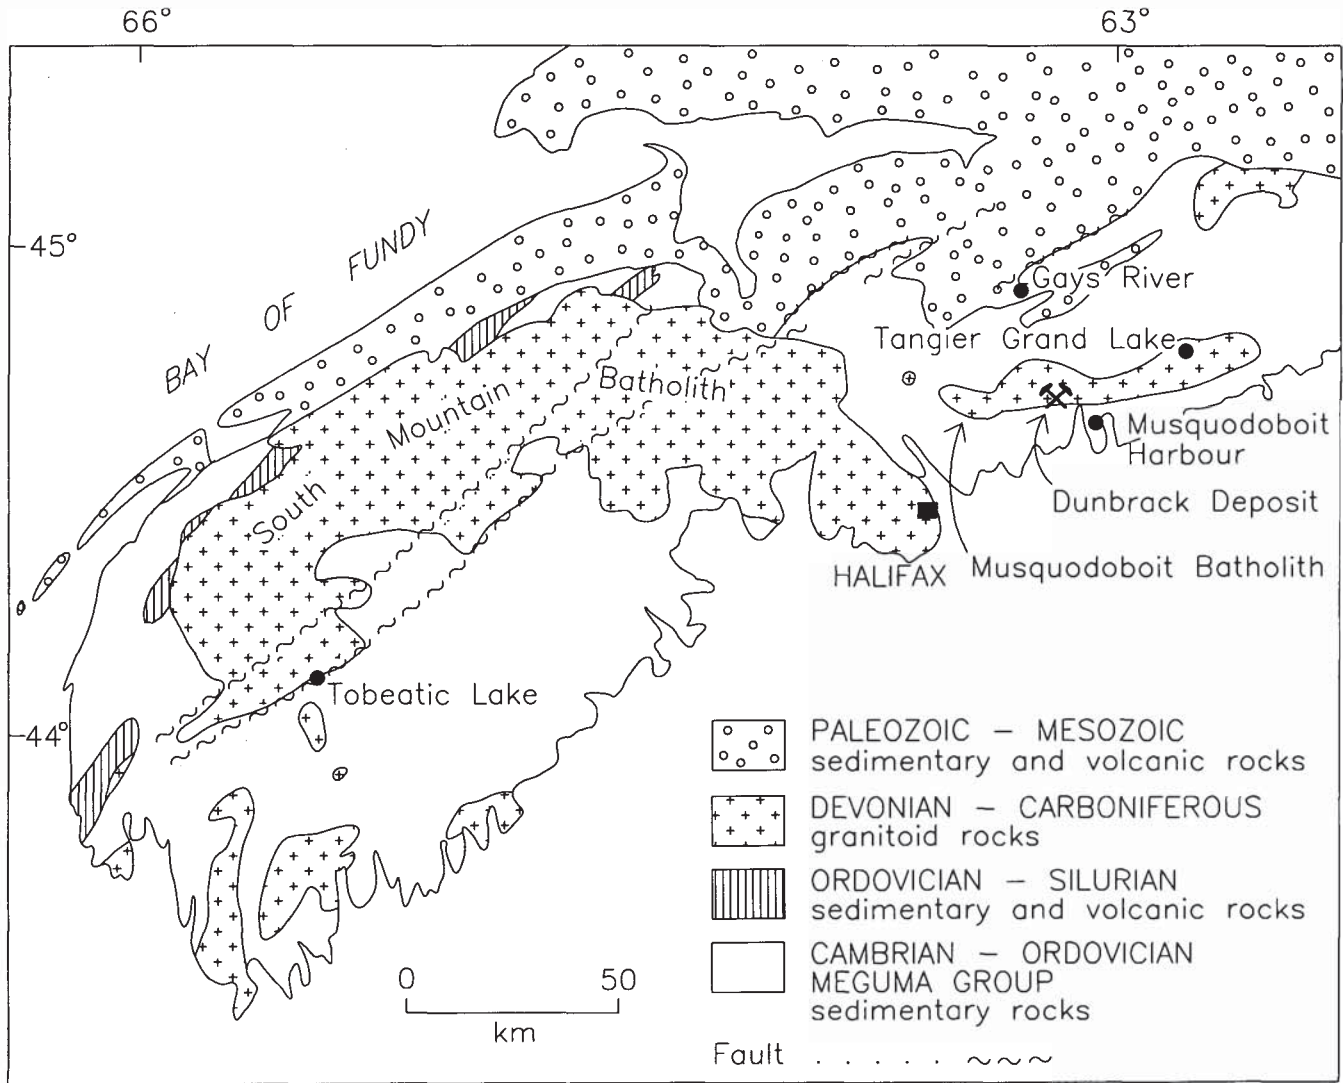 66° 63°
45°
BAY OF FUNDY
Gays River
Tangier Grand Lake
South Mountain Batholith
Musquodoboit
Harbour
Dunbrack Deposit
HALIFAX
Musquodoboit Batholith
Tobeatic Lake
44°
PALEOZOIC – MESOZOIC
sedimentary and volcanic rocks
DEVONIAN – CARBONIFEROUS
granitoid rocks
ORDOVICIAN – SILURIAN
sedimentary and volcanic rocks
CAMBRIAN – ORDOVICIAN
MEGUMA GROUP
sedimentary rocks
0 50
km
Fault . . . . . ~~~